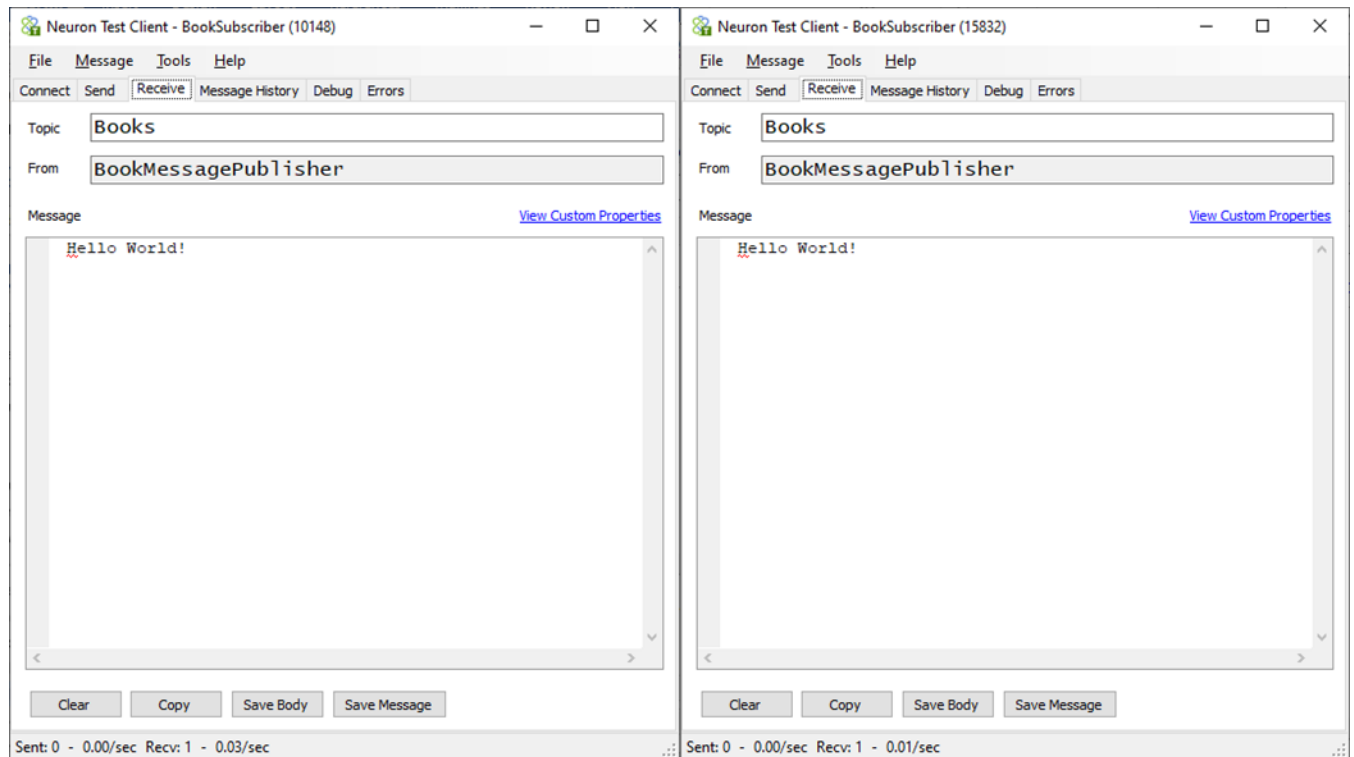 Neuron Test Client - BookSubscriber (10148)
File Message Tools Help
Connect Send Receive Message History Debug Errors
Topic Books
From BookMessagePublisher
Message View Custom Properties
Hello World!
Clear Copy Save Body Save Message
Sent: 0 - 0.00/sec Recv: 1 - 0.03/sec
Neuron Test Client - BookSubscriber (15832)
File Message Tools Help
Connect Send Receive Message History Debug Errors
Topic Books
From BookMessagePublisher
Message View Custom Properties
Hello World!
Clear Copy Save Body Save Message
Sent: 0 - 0.00/sec Recv: 1 - 0.01/sec